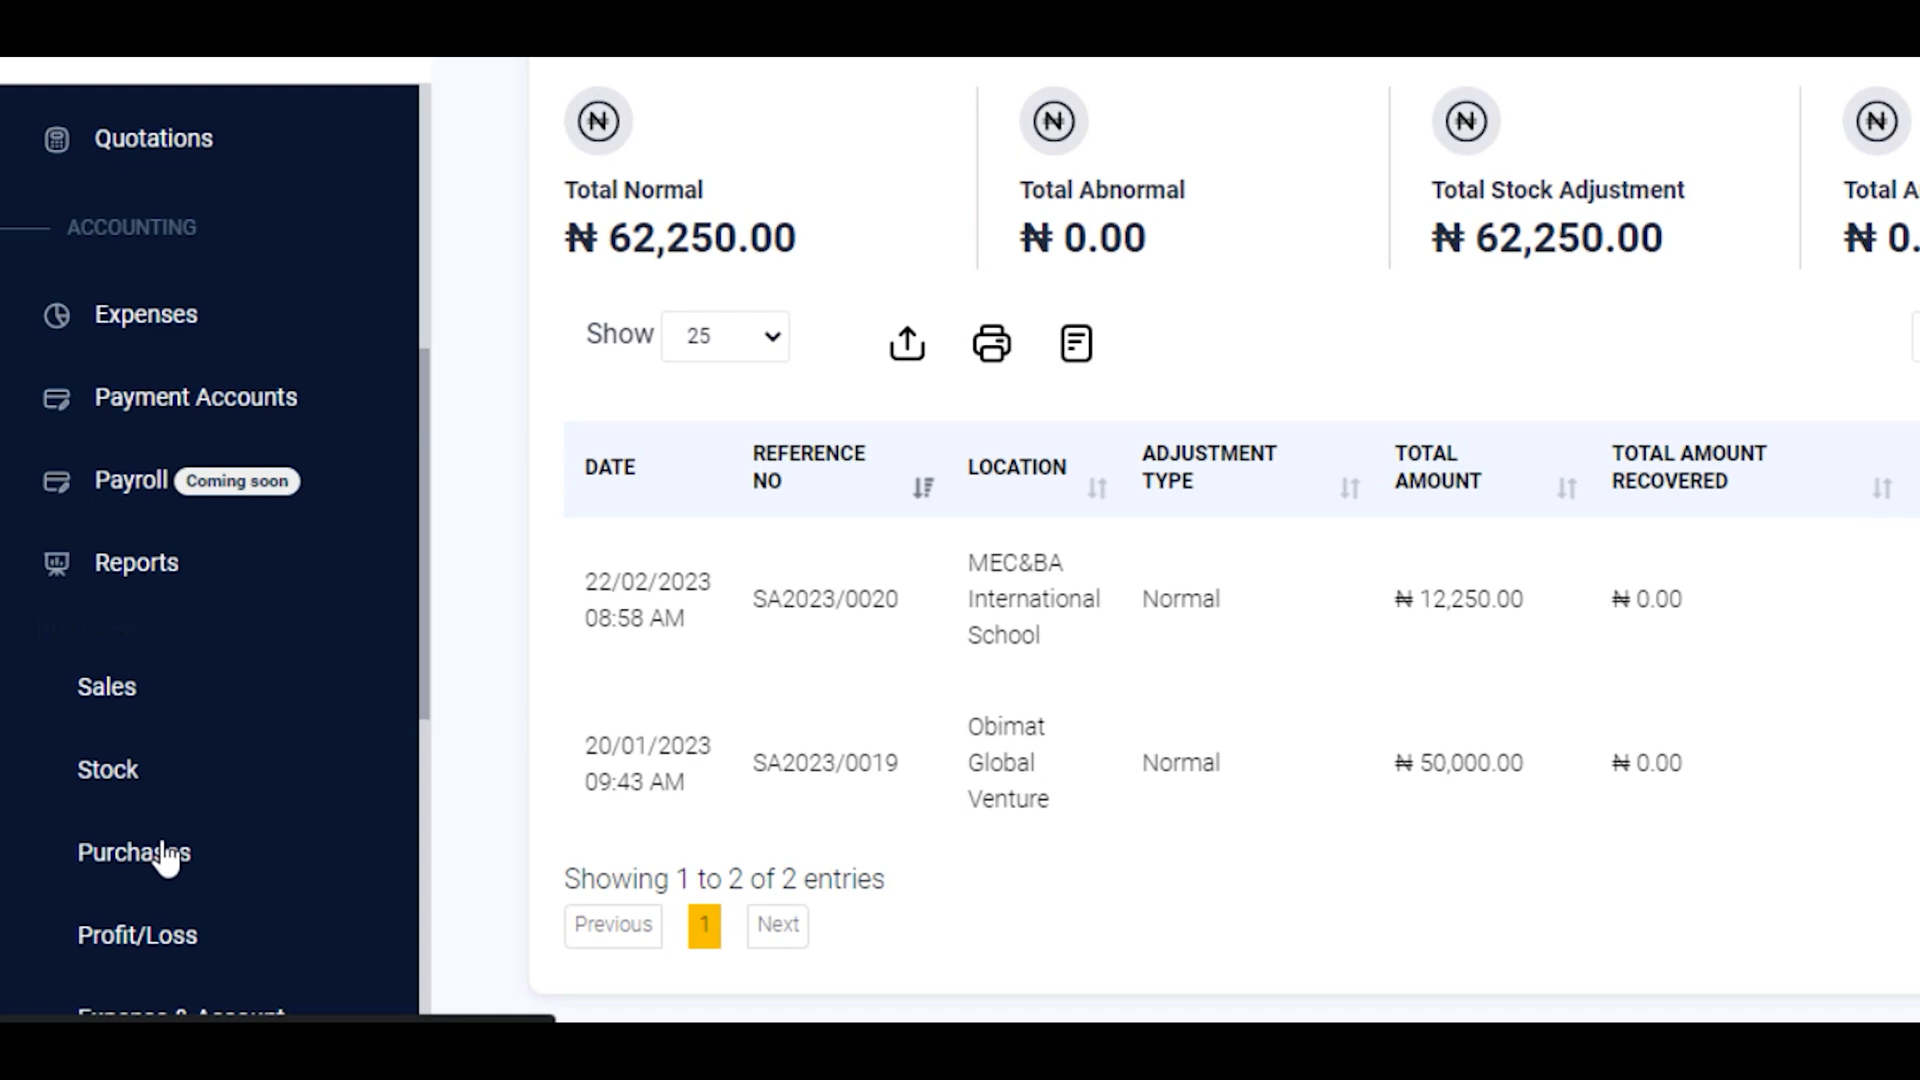 Quotations
ACCOUNTING
Expenses
Payment Accounts
Payroll Coming soon
Reports
Sales
Stock
Purchases
Profit/Loss
Expense & Account
Total Normal
₦ 62,250.00
Total Abnormal
₦ 0.00
Total Stock Adjustment
₦ 62,250.00
Total A
₦ 0.
Show 25
DATE
REFERENCE
NO
LOCATION
ADJUSTMENT
TYPE
TOTAL
AMOUNT
TOTAL AMOUNT
RECOVERED
22/02/2023
08:58 AM
SA2023/0020
MEC&BA
International
School
Normal
₦ 12,250.00
₦ 0.00
20/01/2023
09:43 AM
SA2023/0019
Obimat
Global
Venture
Normal
₦ 50,000.00
₦ 0.00
Showing 1 to 2 of 2 entries
Previous 1 Next